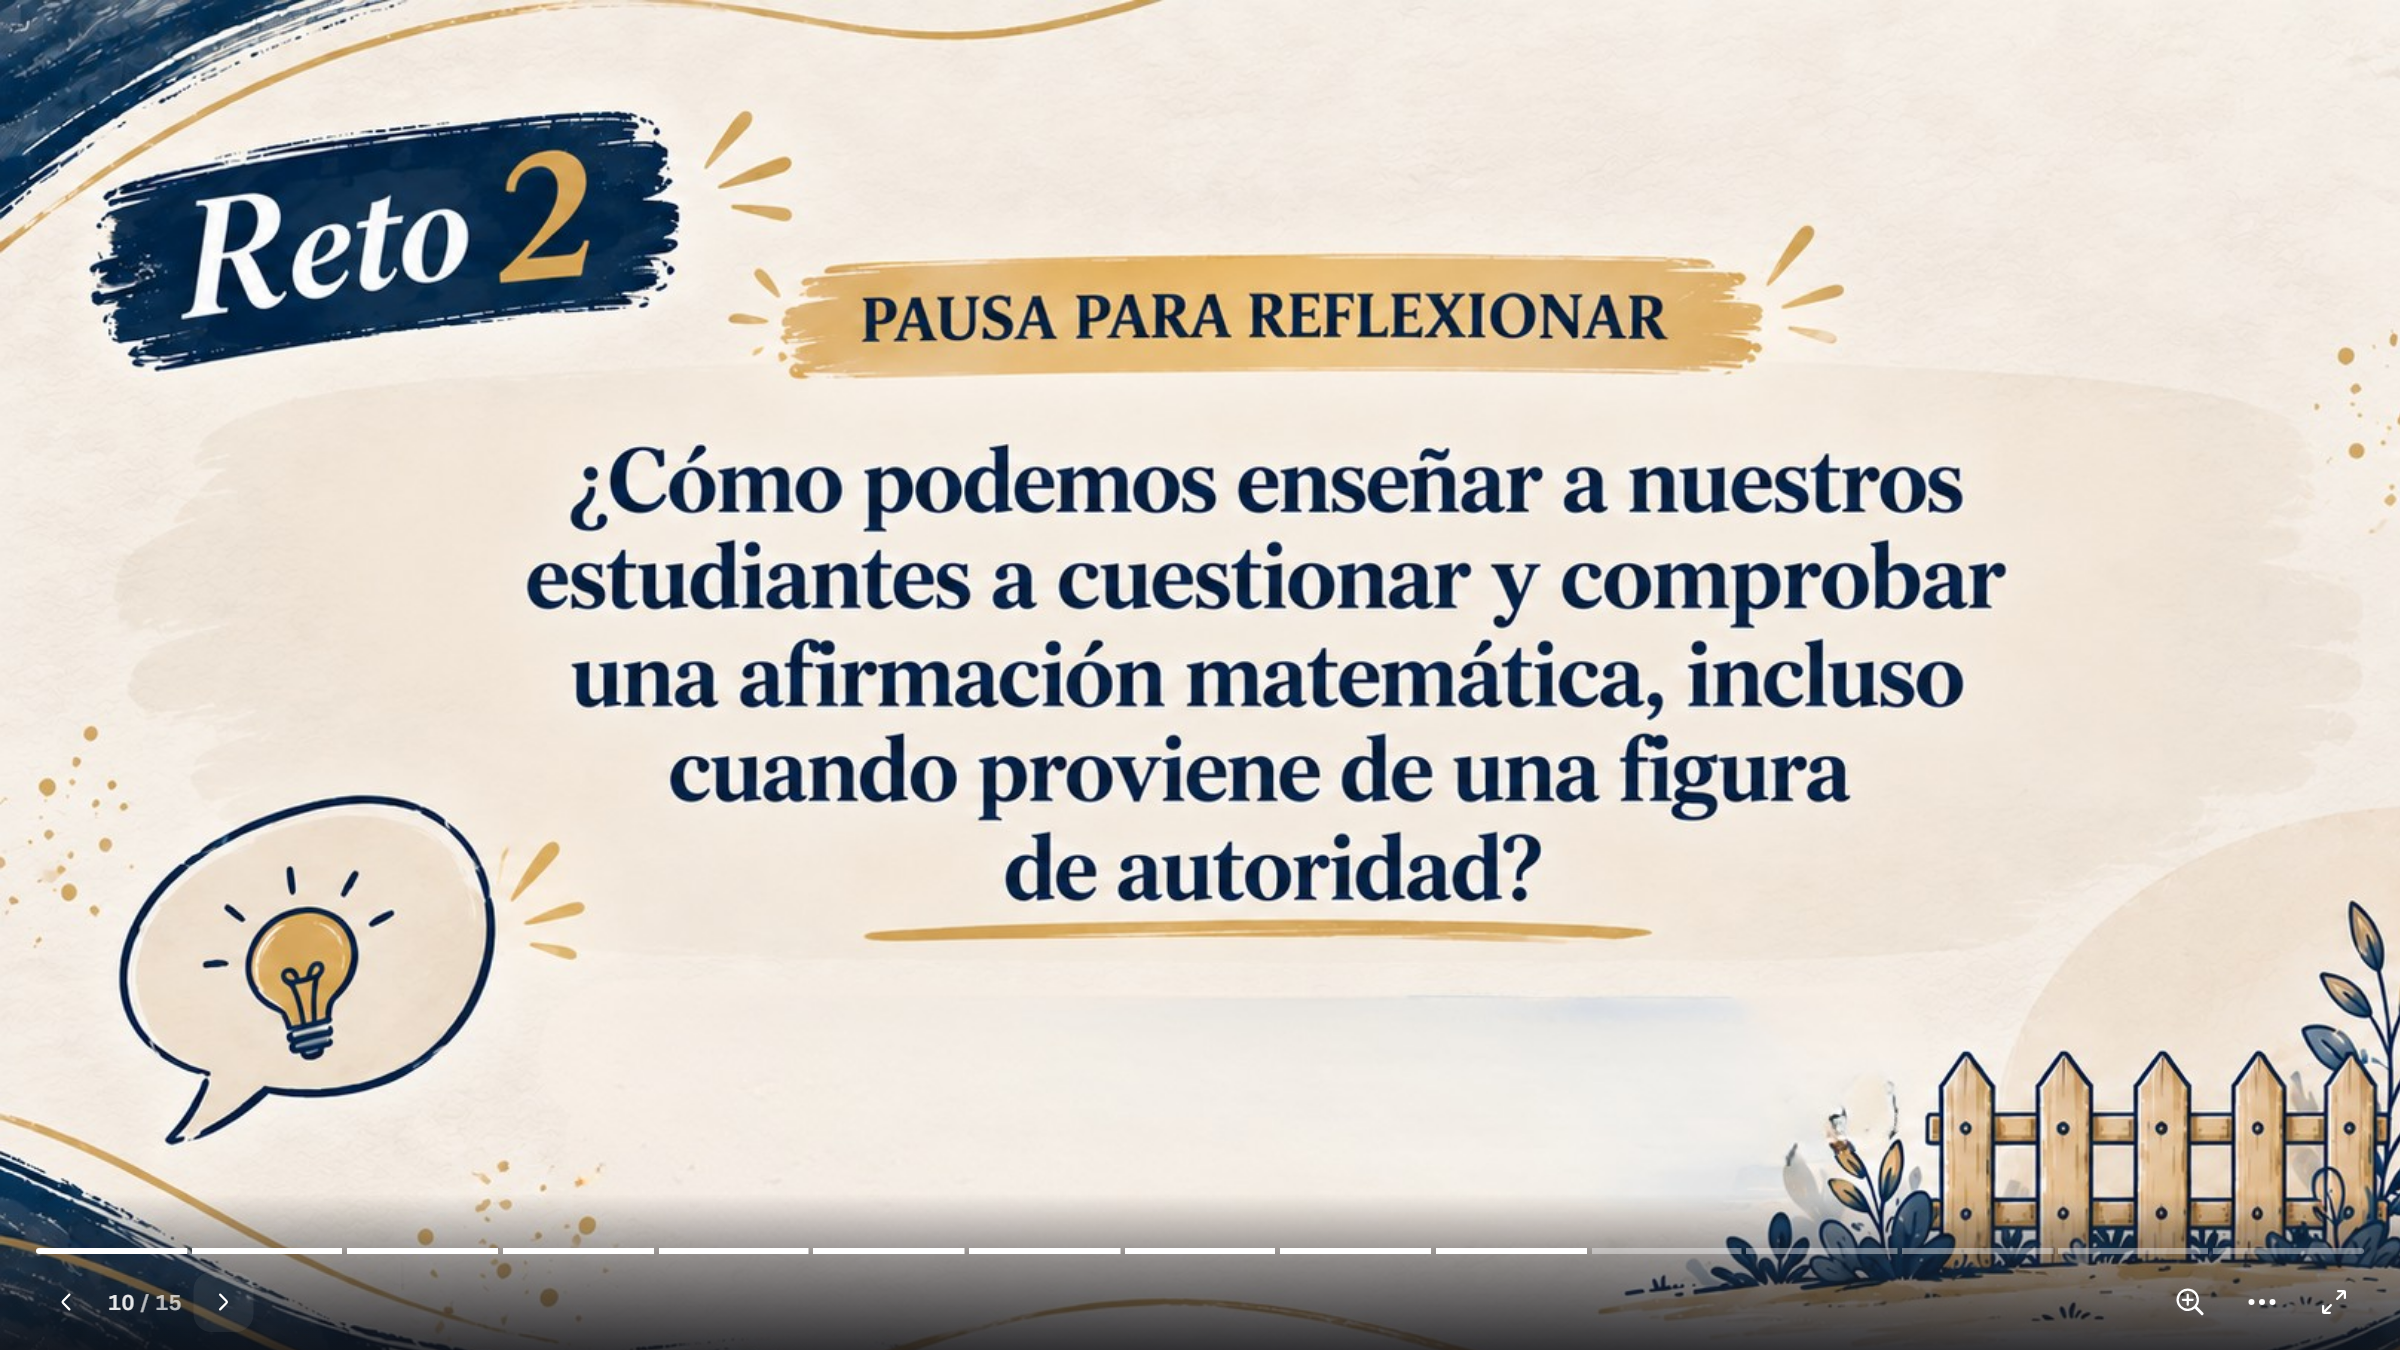 Reto 2
PAUSA PARA REFLEXIONAR
¿Cómo podemos enseñar a nuestros
estudiantes a cuestionar y comprobar
una afirmación matemática, incluso
cuando proviene de una figura
de autoridad?
10 / 15